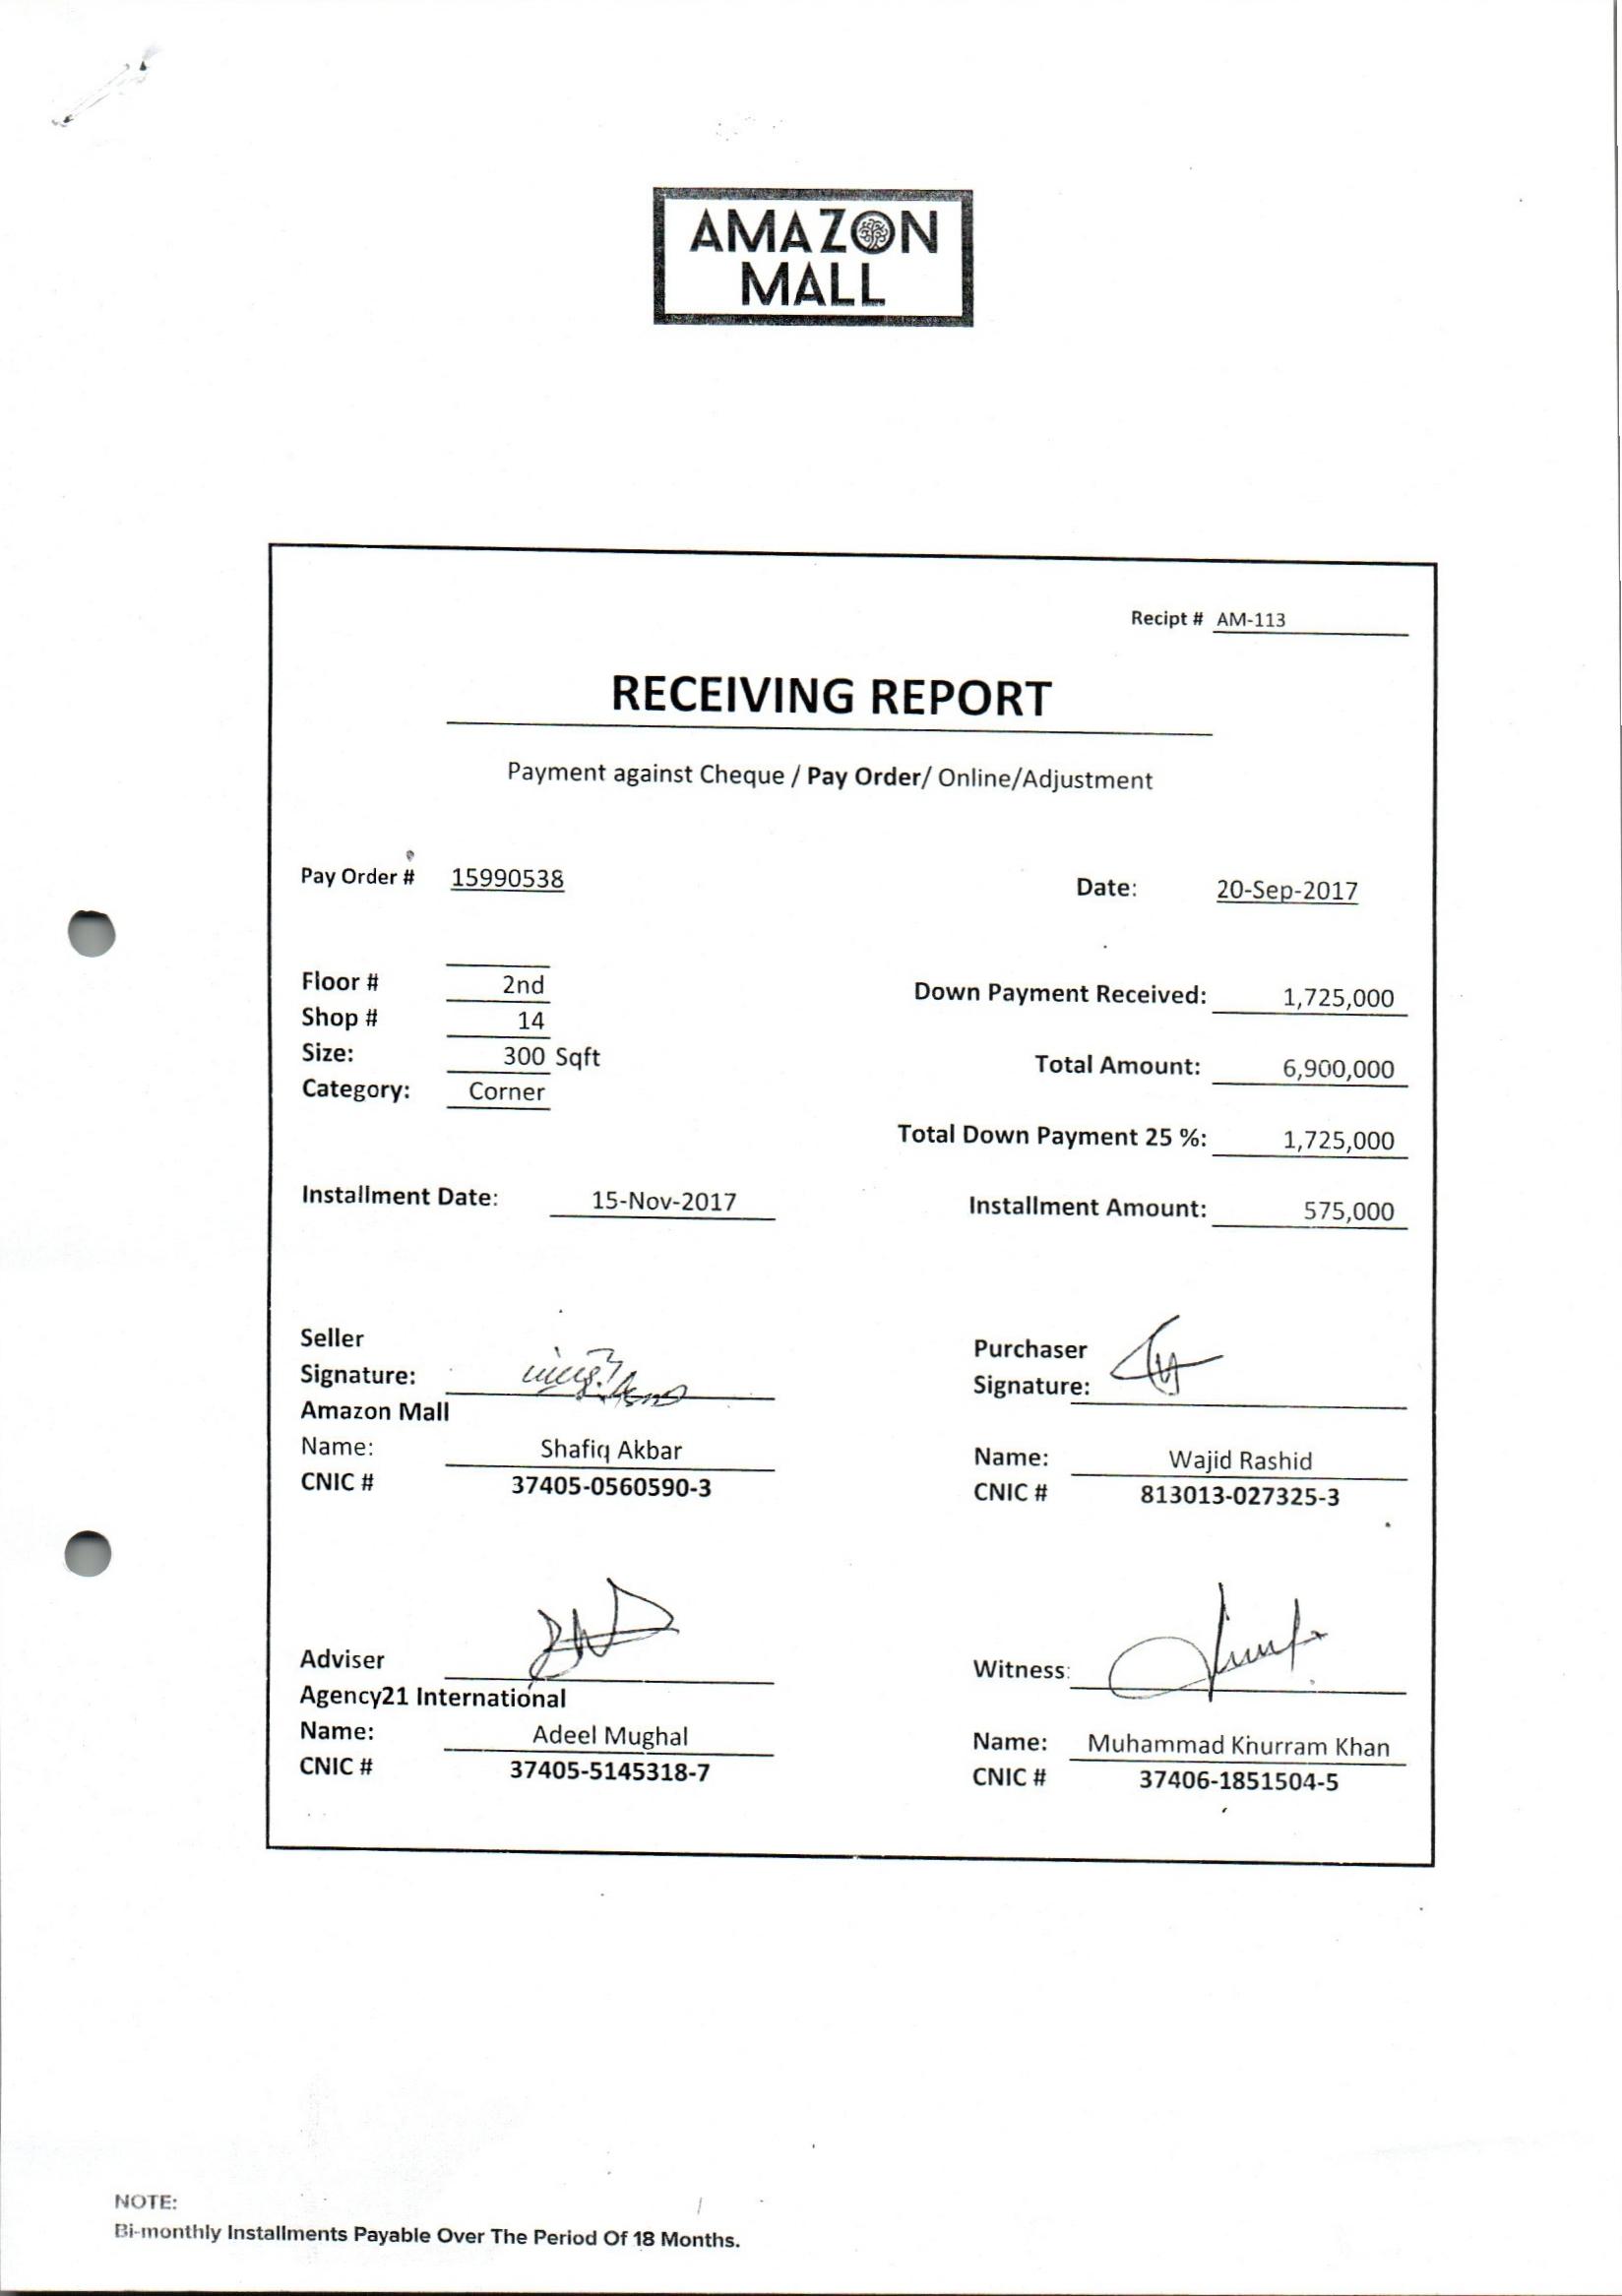 AMAZON
MALL
Recipt # AM-113
RECEIVING REPORT
Payment against Cheque / Pay Order/ Online/Adjustment
Pay Order # 15990538
Date: 20-Sep-2017
Floor # 2nd
Shop # 14
Size: 300 Sqft
Category: Corner
Down Payment Received: 1,725,000
Total Amount: 6,900,000
Total Down Payment 25 %: 1,725,000
Installment Date: 15-Nov-2017
Installment Amount: 575,000
Seller
Signature:
Amazon Mall
Name: Shafiq Akbar
CNIC # 37405-0560590-3
Purchaser
Signature:
Name: Wajid Rashid
CNIC # 813013-027325-3
Adviser
Agency21 International
Name: Adeel Mughal
CNIC # 37405-5145318-7
Witness:
Name: Muhammad Khurram Khan
CNIC # 37406-1851504-5
NOTE:
Bi-monthly Installments Payable Over The Period Of 18 Months.